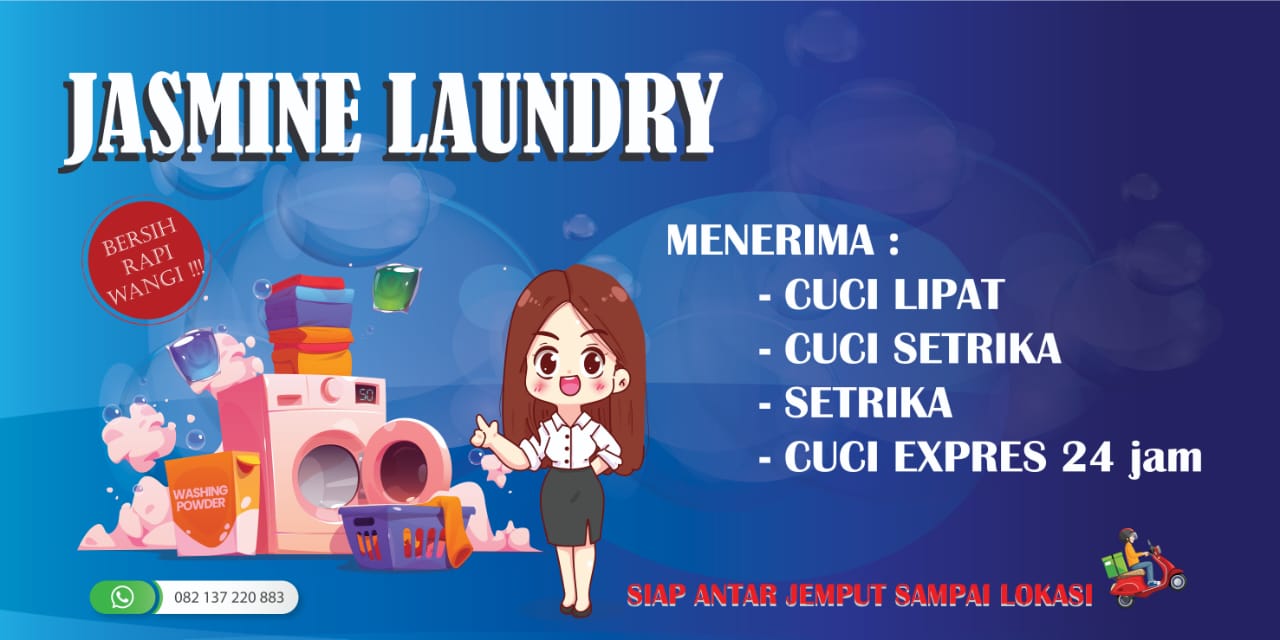 JASMINE LAUNDRY
BERSIH
RAPI
WANGI !!!
MENERIMA :
- CUCI LIPAT
- CUCI SETRIKA
- SETRIKA
- CUCI EXPRES 24 jam
50
WASHING
POWDER
082 137 220 883
SIAP ANTAR JEMPUT SAMPAI LOKASI